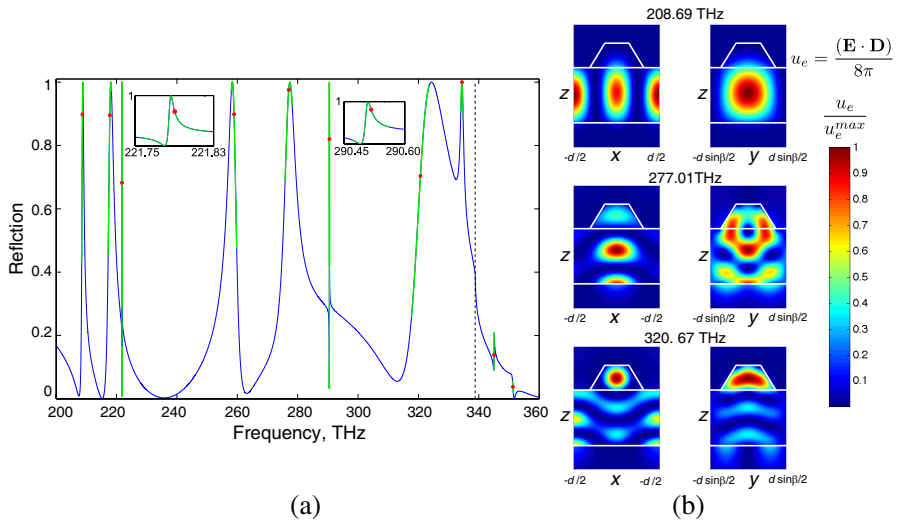 1
0.8
0.6
0.4
0.2
0
Reflction
200 220 240 260 280 300 320 340 360
Frequency, THz
1
221.75 221.83
1
290.45 290.60
(a)
208.69 THz
z z
-d/2 x d/2 -d sinβ/2 y d sinβ/2
277.01THz
z z
-d/2 x d/2 -d sinβ/2 y d sinβ/2
320. 67 THz
z z
-d/2 x -d/2 -d sinβ/2 y d sinβ/2
u_e = (E · D) / 8π
u_e / u_e^max
1
0.9
0.8
0.7
0.6
0.5
0.4
0.3
0.2
0.1
(b)